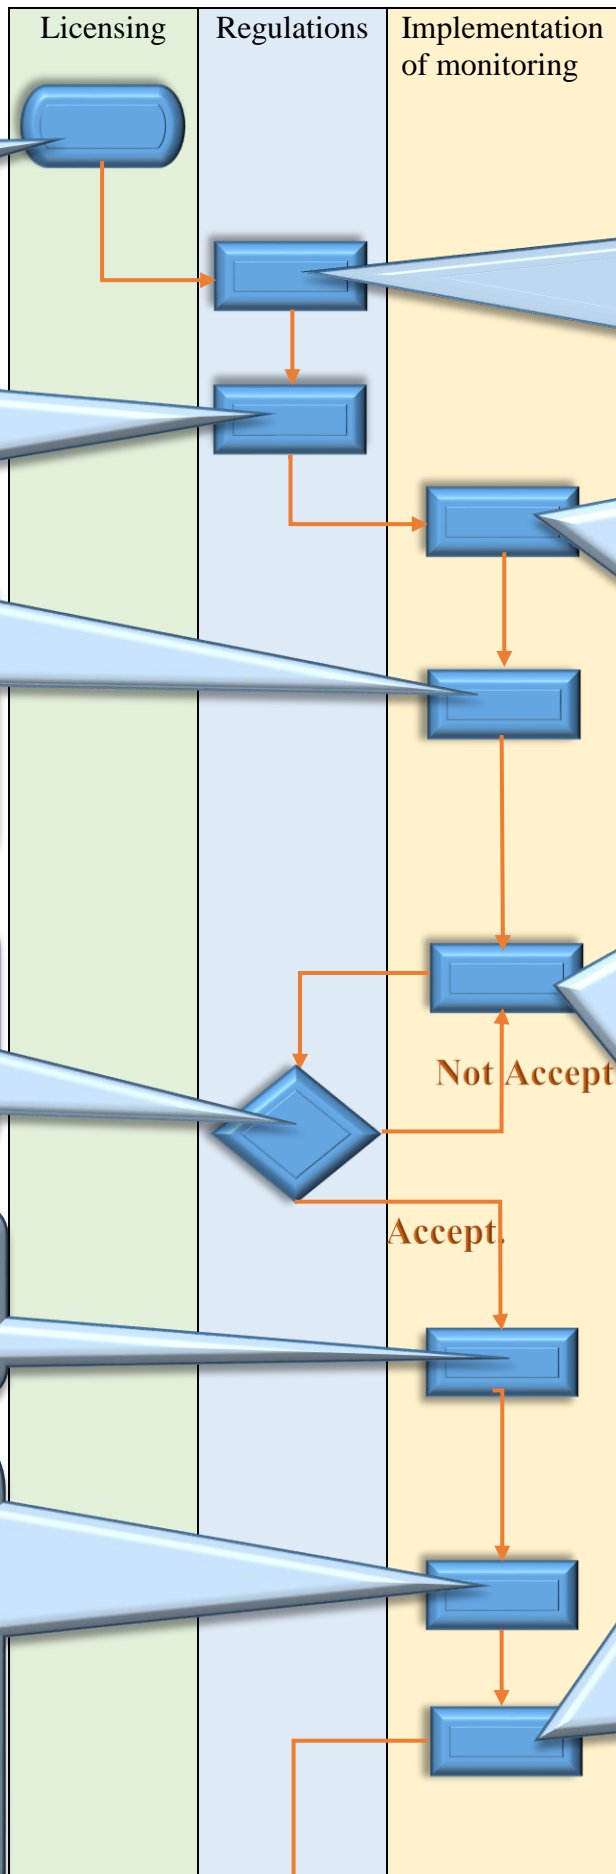 Licensing
Regulations
Implementation
of monitoring
Not Accept
Accept.